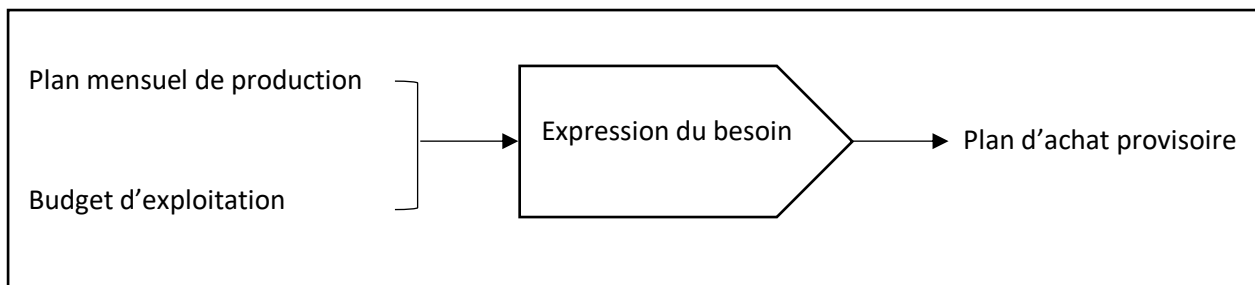 Plan mensuel de production
Expression du besoin
Plan d’achat provisoire
Budget d’exploitation